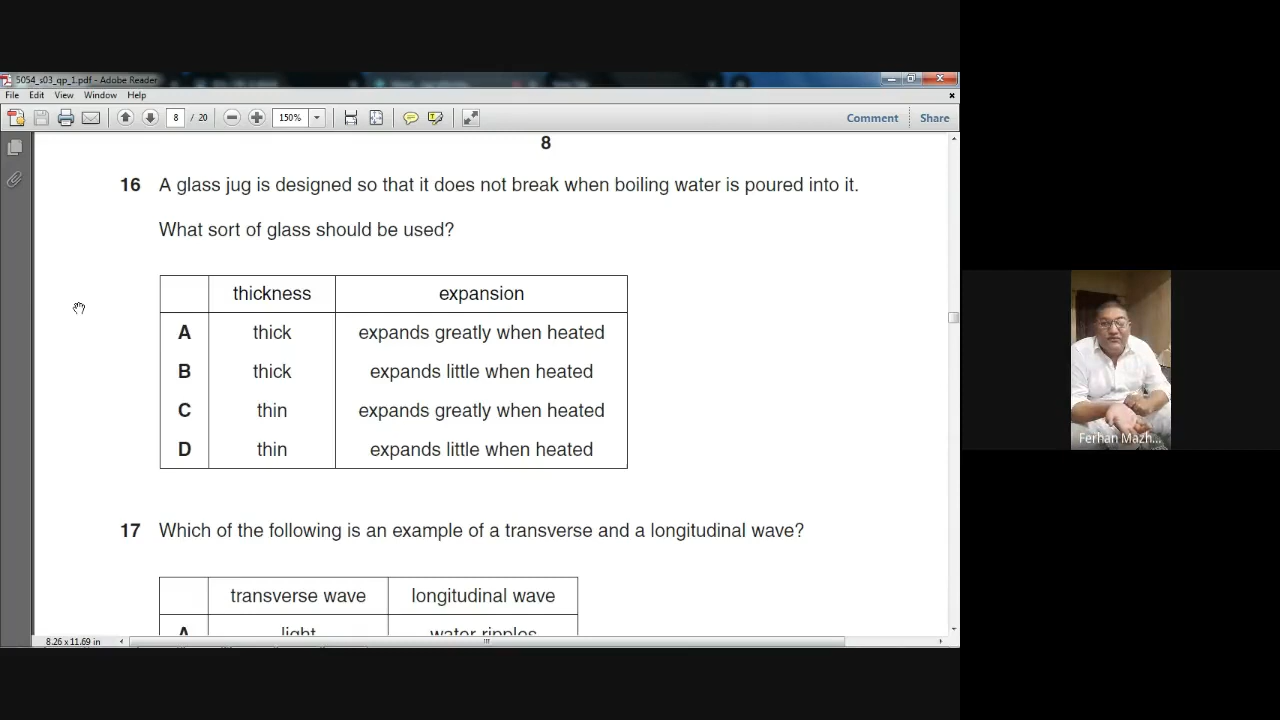 5054_s03_qp_1.pdf - Adobe Reader
File Edit View Window Help
8 / 20 150% Comment Share
8
16 A glass jug is designed so that it does not break when boiling water is poured into it.
What sort of glass should be used?
thickness expansion
A thick expands greatly when heated
B thick expands little when heated
C thin expands greatly when heated
D thin expands little when heated
17 Which of the following is an example of a transverse and a longitudinal wave?
transverse wave longitudinal wave
A light water ripples
8.26 x 11.69 in
Ferhan Mazh...